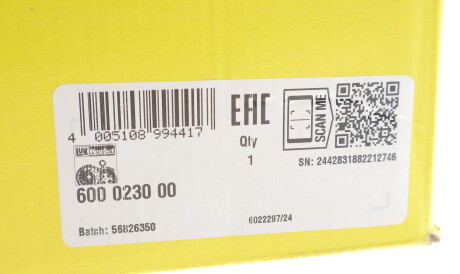 4 005108 994417
EAC
Qty
1
SCAN ME
SN: 2442831882212746
LUK
RepSet
600 0230 00
Batch: 56826350
6022297/24